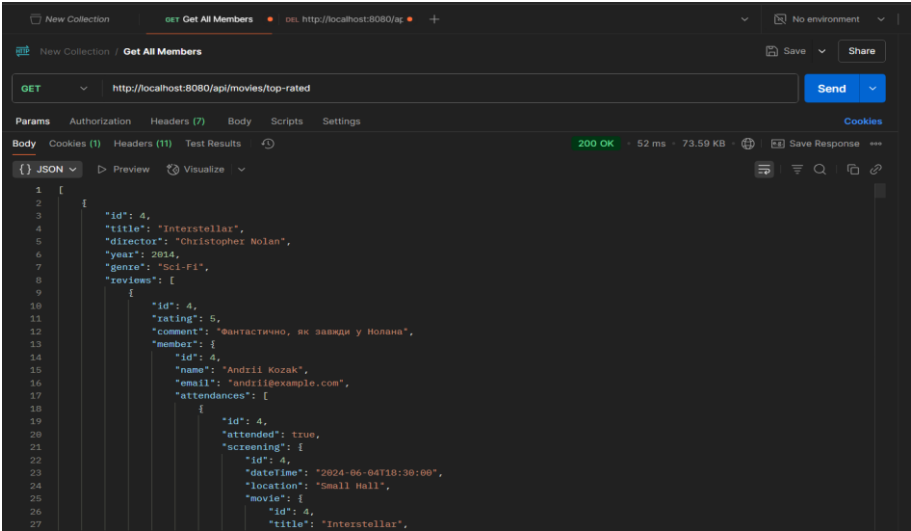 New Collection GET Get All Members DEL http://localhost:8080/ap + No environment
HTTP New Collection / Get All Members Save Share
GET http://localhost:8080/api/movies/top-rated Send
Params Authorization Headers (7) Body Scripts Settings Cookies
Body Cookies (1) Headers (11) Test Results 200 OK 52 ms 73.59 KB Save Response
{} JSON Preview Visualize
1 [
2 {
3 "id": 4,
4 "title": "Interstellar",
5 "director": "Christopher Nolan",
6 "year": 2014,
7 "genre": "Sci-Fi",
8 "reviews": [
9 {
10 "id": 4,
11 "rating": 5,
12 "comment": "Фантастично, як завжди у Нолана",
13 "member": {
14 "id": 4,
15 "name": "Andrii Kozak",
16 "email": "andrii@example.com",
17 "attendances": [
18 {
19 "id": 4,
20 "attended": true,
21 "screening": {
22 "id": 4,
23 "dateTime": "2024-06-04T18:30:00",
24 "location": "Small Hall",
25 "movie": {
26 "id": 4,
27 "title": "Interstellar",